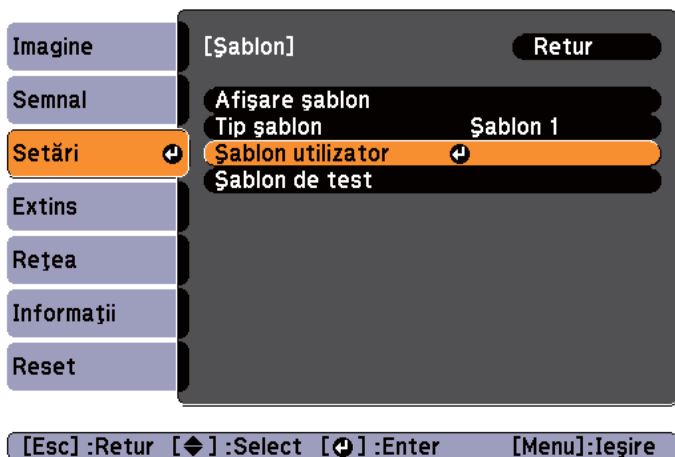 Imagine
Semnal
Setări
Extins
Reţea
Informaţii
Reset
[Şablon] Retur
Afişare şablon
Tip şablon Şablon 1
Şablon utilizator
Şablon de test
[Esc] :Retur [◆] :Select [↵] :Enter [Menu]:Ieşire